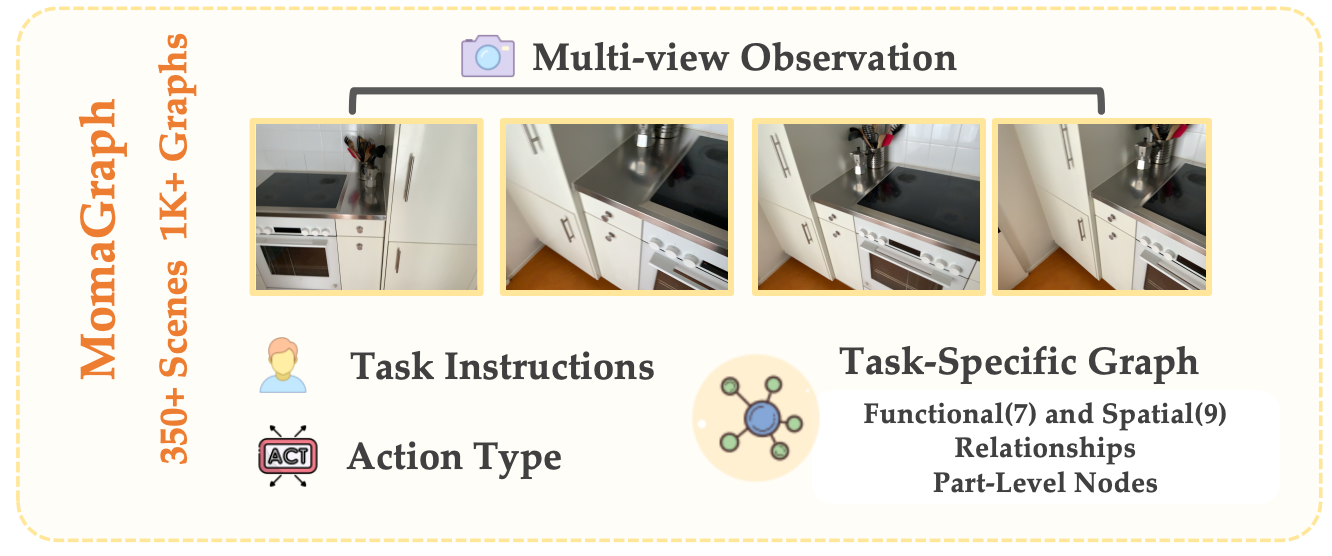 MomaGraph
350+ Scenes 1K+ Graphs
Multi-view Observation
Task Instructions
ACT
Action Type
Task-Specific Graph
Functional(7) and Spatial(9)
Relationships
Part-Level Nodes